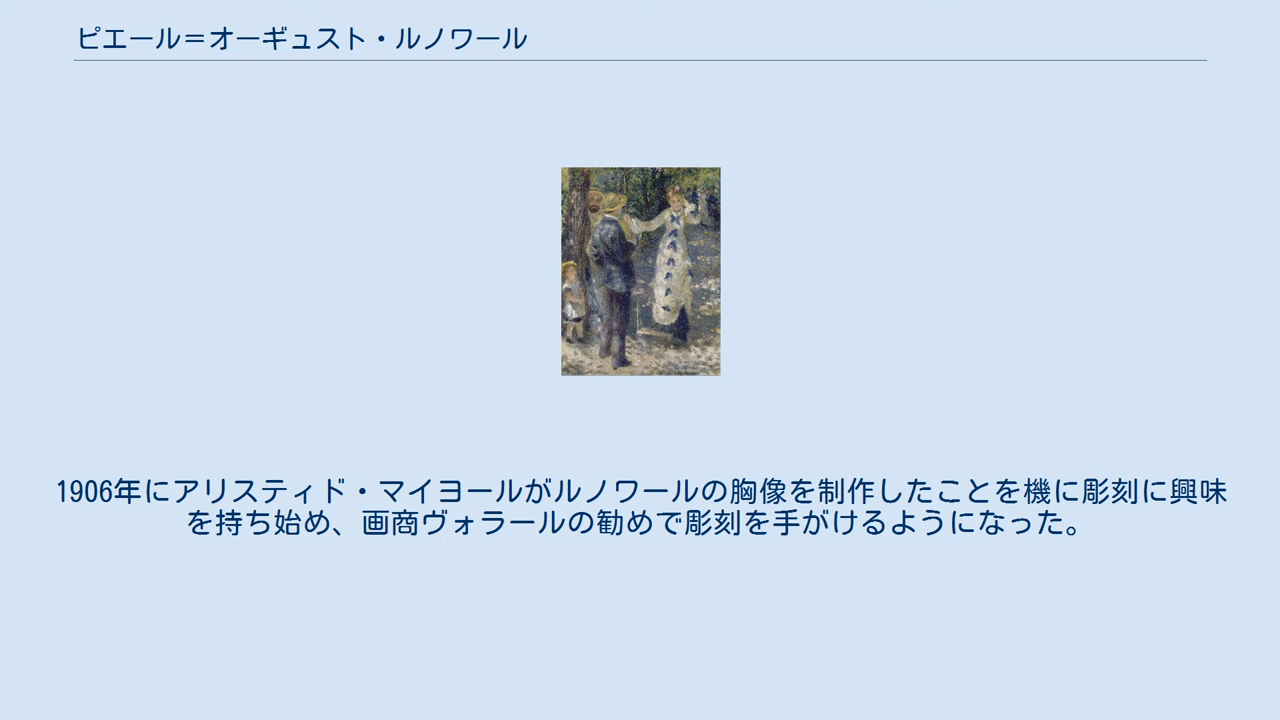 ピエール＝オーギュスト・ルノワール
1906年にアリスティド・マイヨールがルノワールの胸像を制作したことを機に彫刻に興味
を持ち始め、画商ヴォラールの勧めで彫刻を手がけるようになった。